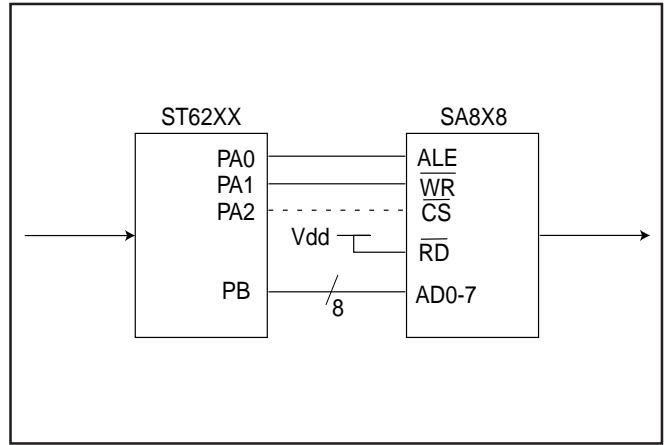 ST62XX
SA8X8
PA0
ALE
PA1
WR
PA2
CS
Vdd
RD
PB
AD0-7
8